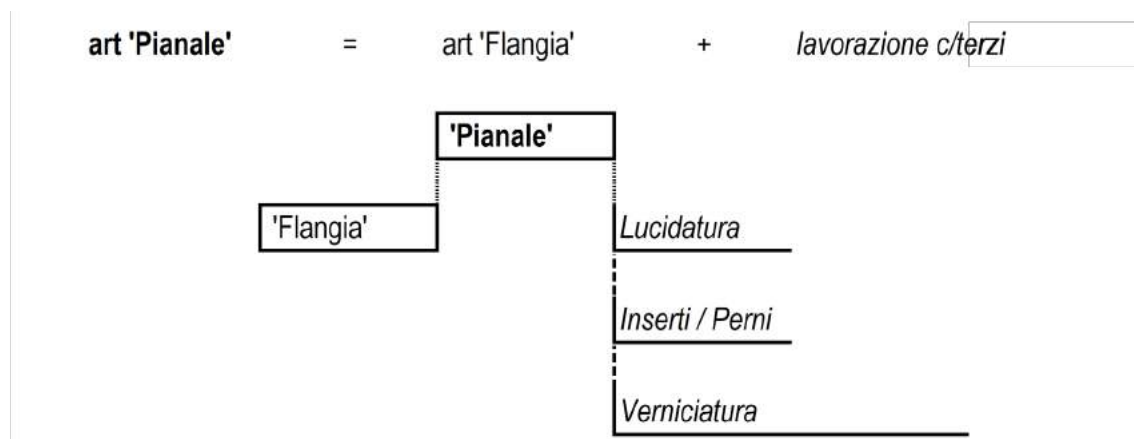 art 'Pianale' = art 'Flangia' + lavorazione c/terzi
'Pianale'
'Flangia' Lucidatura
Inserti / Perni
Verniciatura